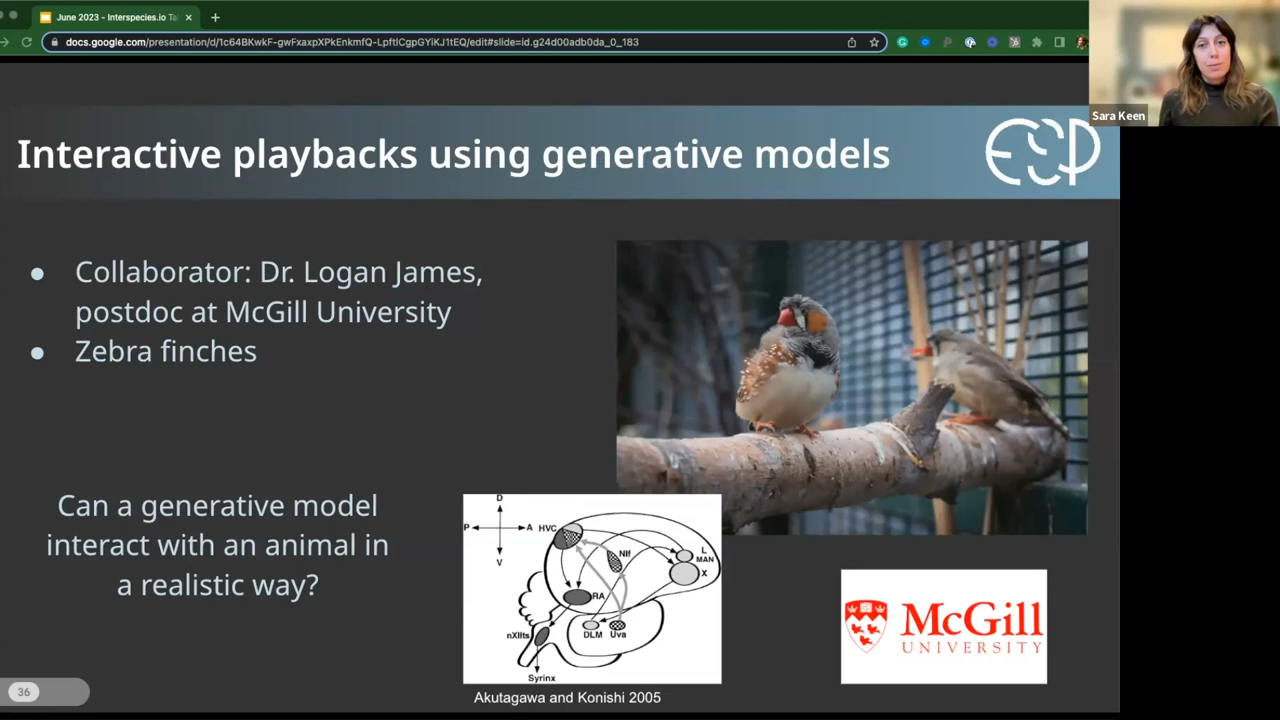 June 2023 - Interspecies.io Ta
docs.google.com/presentation/d/1c64BKwkF-gwFxaxpXPkEnkmfQ-LpftlCgpGYiKJ1tEQ/edit#slide=id.g24d00adb0da_0_183
Sara Keen
Interactive playbacks using generative models
ESP
● Collaborator: Dr. Logan James,
postdoc at McGill University
● Zebra finches
Can a generative model
interact with an animal in
a realistic way?
D
P A HVC
V
NIf
L
MAN
X
RA
DLM Uva
nXIIts
Syrinx
Akutagawa and Konishi 2005
McGill
UNIVERSITY
36